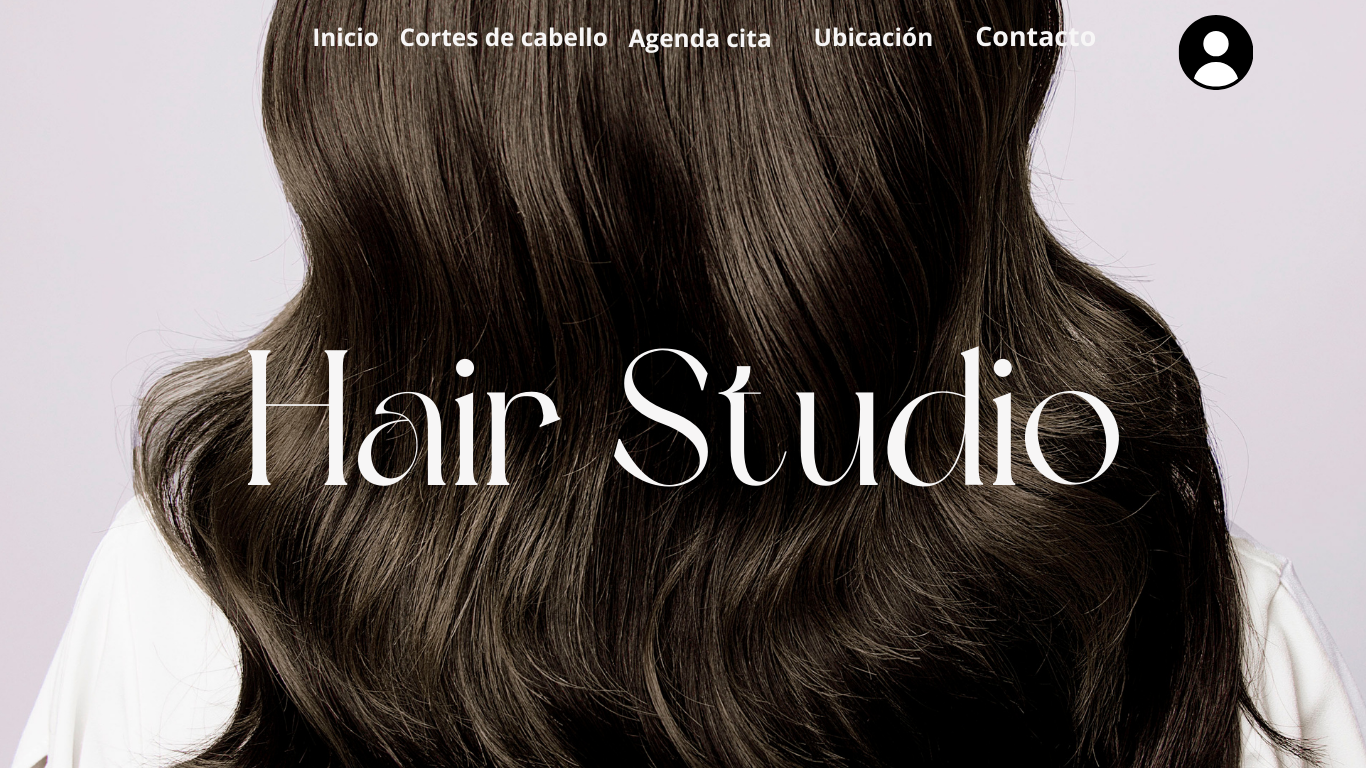 Inicio Cortes de cabello Agenda cita Ubicación Contacto
Hair Studio